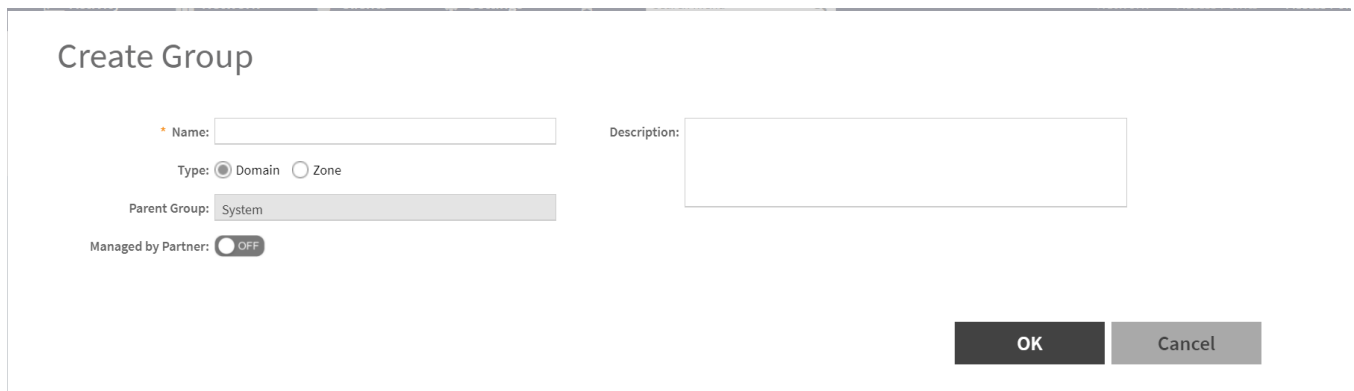 Create Group
* Name:
Description:
Type: Domain Zone
Parent Group: System
Managed by Partner: OFF
OK Cancel